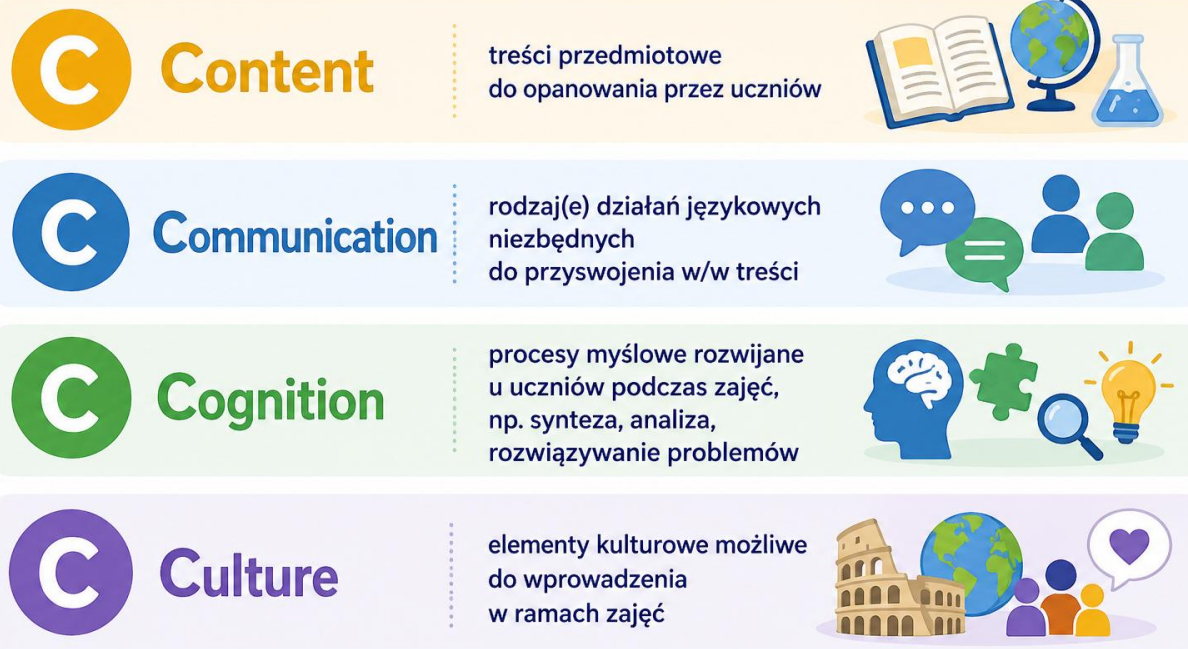 C Content
treści przedmiotowe
do opanowania przez uczniów
C Communication
rodzaj(e) działań językowych
niezbędnych
do przyswojenia w/w treści
C Cognition
procesy myślowe rozwijane
u uczniów podczas zajęć,
np. synteza, analiza,
rozwiązywanie problemów
C Culture
elementy kulturowe możliwe
do wprowadzenia
w ramach zajęć